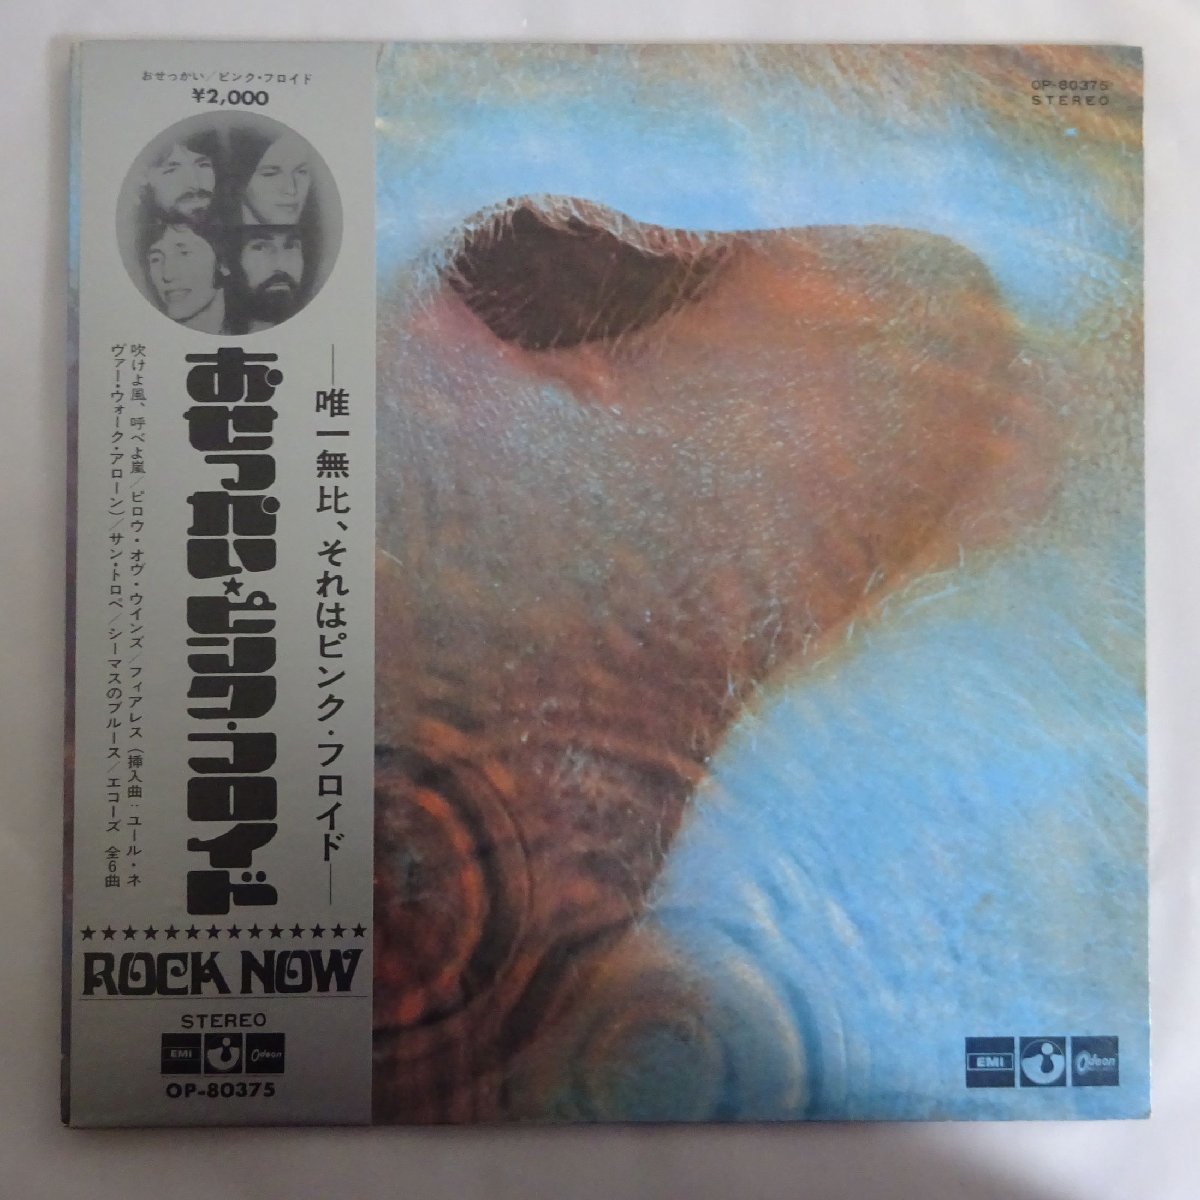 おせっかい/ピンク・フロイド
¥2,000
OP-80375
STEREO
―唯一無比、それはピンク・フロイド―
おせっかい★ピンク・フロイド
吹けよ風、呼べよ嵐/ピロウ・オヴ・ウインズ/フィアレス(挿入曲:ユール・ネ
ヴァー・ウォーク・アローン)/サン・トロペ/シーマスのブルース/エコーズ 全6曲
★★★★★★★★★★★★★★
ROCK NOW
STEREO
EMI
Odeon
OP-80375
EMI
Odeon